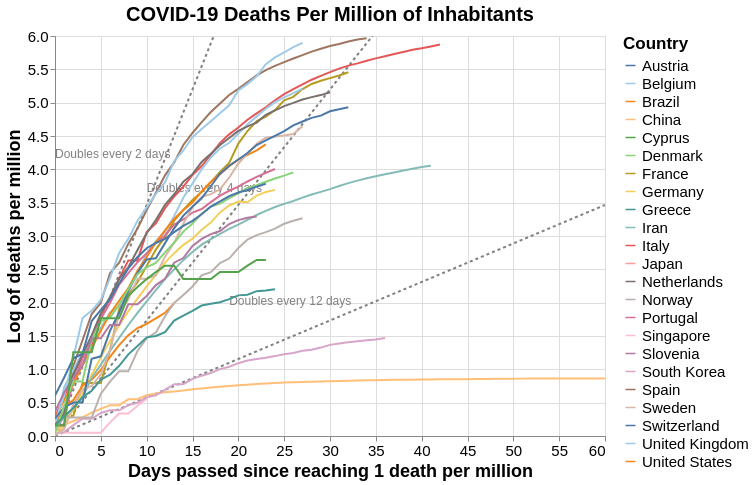 COVID-19 Deaths Per Million of Inhabitants
Log of deaths per million
6.0
5.5
5.0
4.5
4.0
3.5
3.0
2.5
2.0
1.5
1.0
0.5
0.0
Doubles every 2 days
Doubles every 4 days
Doubles every 12 days
0 5 10 15 20 25 30 35 40 45 50 55 60
Days passed since reaching 1 death per million
Country
Austria
Belgium
Brazil
China
Cyprus
Denmark
France
Germany
Greece
Iran
Italy
Japan
Netherlands
Norway
Portugal
Singapore
Slovenia
South Korea
Spain
Sweden
Switzerland
United Kingdom
United States